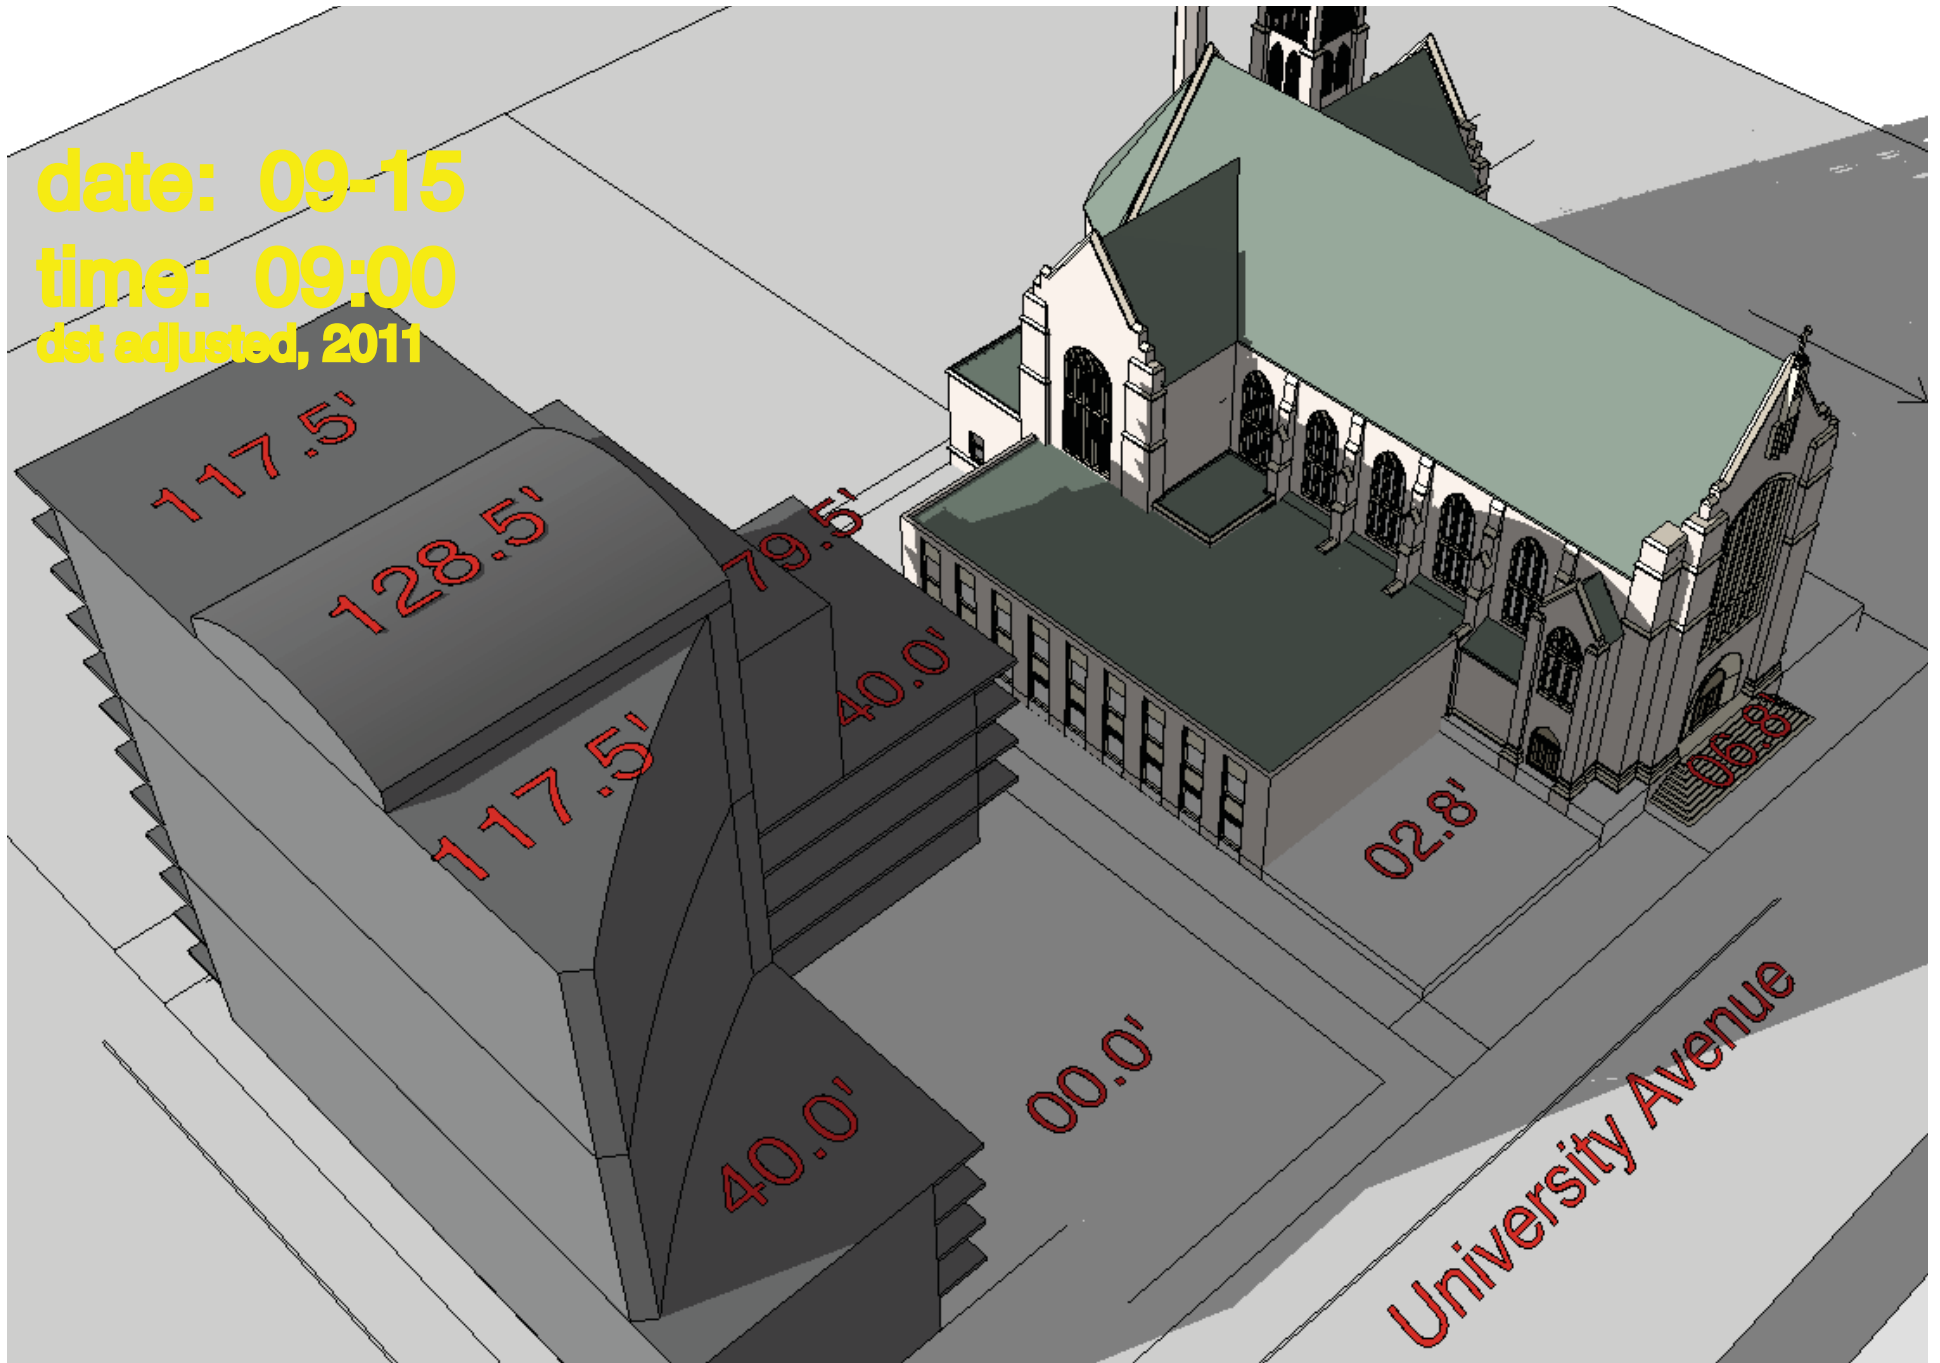 date: 09-15
time: 09:00
dst adjusted, 2011
117.5'
128.5'
79.5'
40.0'
117.5'
06.8'
02.8'
00.0'
40.0'
University Avenue